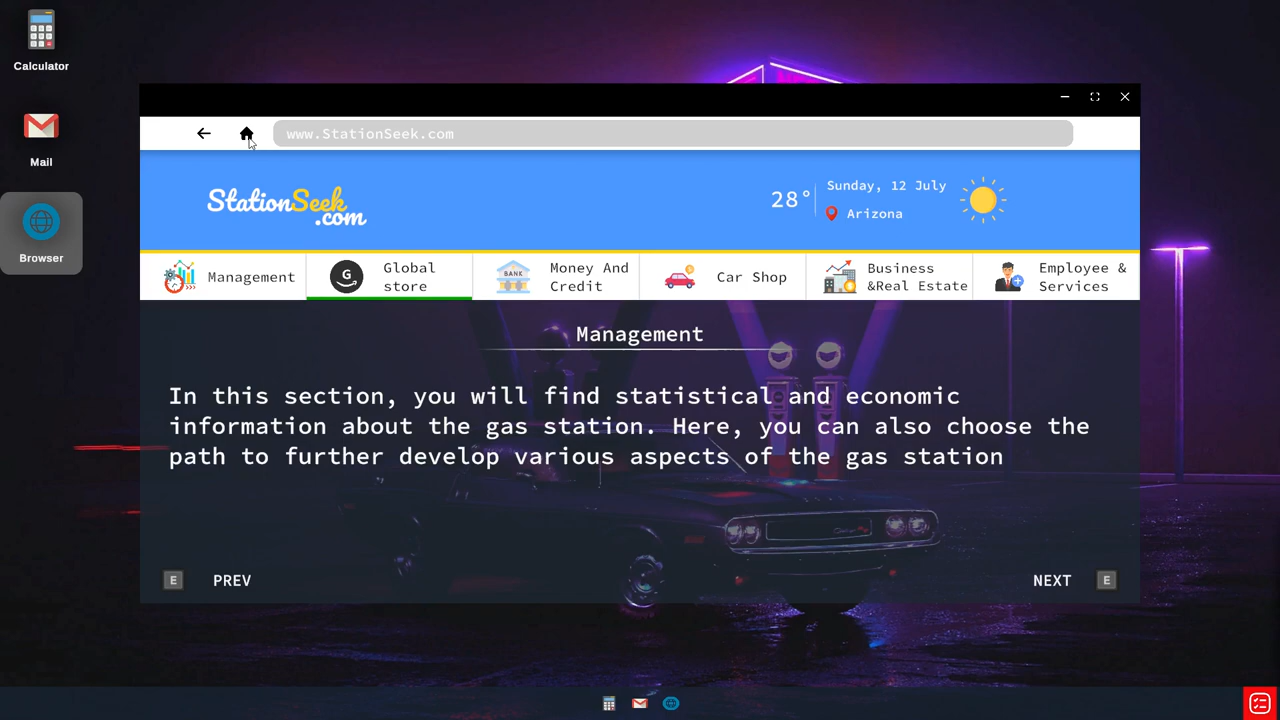 Calculator
Mail
Browser
www.StationSeek.com
StationSeek
.com
28°
Sunday, 12 July
Arizona
Management
G
Global
store
BANK
Money And
Credit
Car Shop
Business
&Real Estate
Employee &
Services
Management
In this section, you will find statistical and economic
information about the gas station. Here, you can also choose the
path to further develop various aspects of the gas station
E PREV
NEXT E